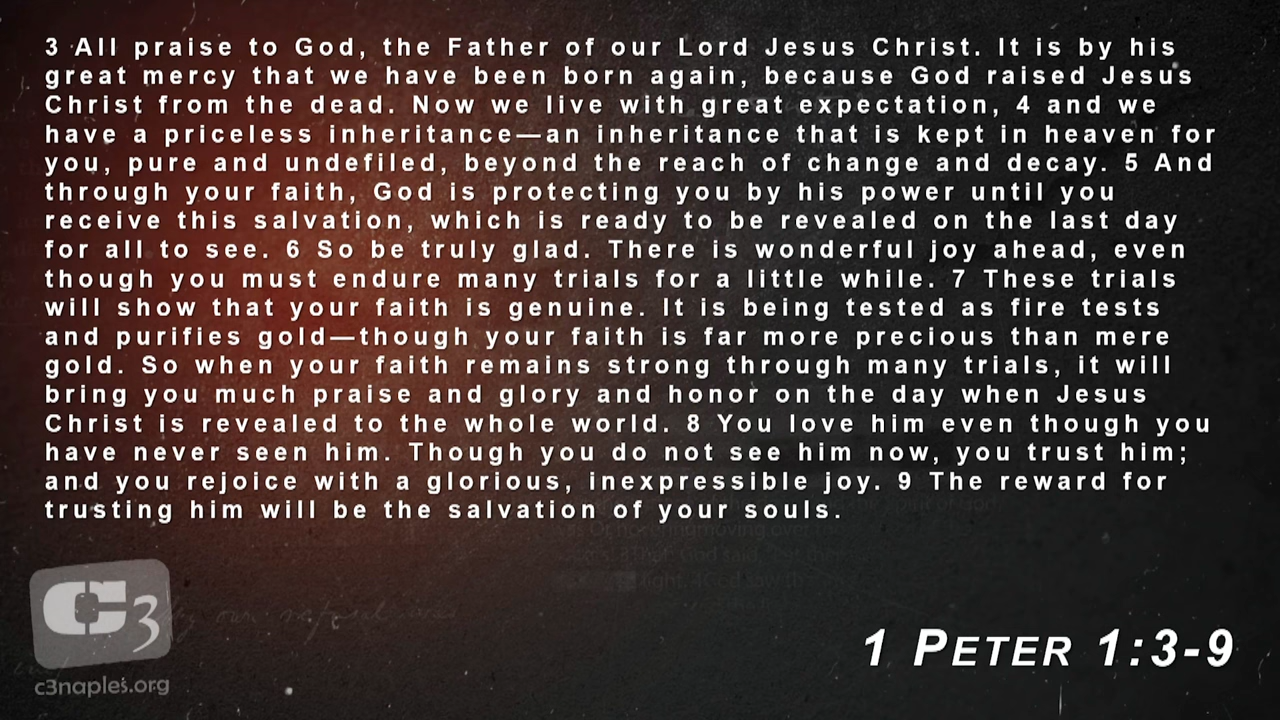 3 All praise to God, the Father of our Lord Jesus Christ. It is by his
great mercy that we have been born again, because God raised Jesus
Christ from the dead. Now we live with great expectation, 4 and we
have a priceless inheritance—an inheritance that is kept in heaven for
you, pure and undefiled, beyond the reach of change and decay. 5 And
through your faith, God is protecting you by his power until you
receive this salvation, which is ready to be revealed on the last day
for all to see. 6 So be truly glad. There is wonderful joy ahead, even
though you must endure many trials for a little while. 7 These trials
will show that your faith is genuine. It is being tested as fire tests
and purifies gold—though your faith is far more precious than mere
gold. So when your faith remains strong through many trials, it will
bring you much praise and glory and honor on the day when Jesus
Christ is revealed to the whole world. 8 You love him even though you
have never seen him. Though you do not see him now, you trust him;
and you rejoice with a glorious, inexpressible joy. 9 The reward for
trusting him will be the salvation of your souls.
C3
c3naples.org
1 PETER 1:3-9